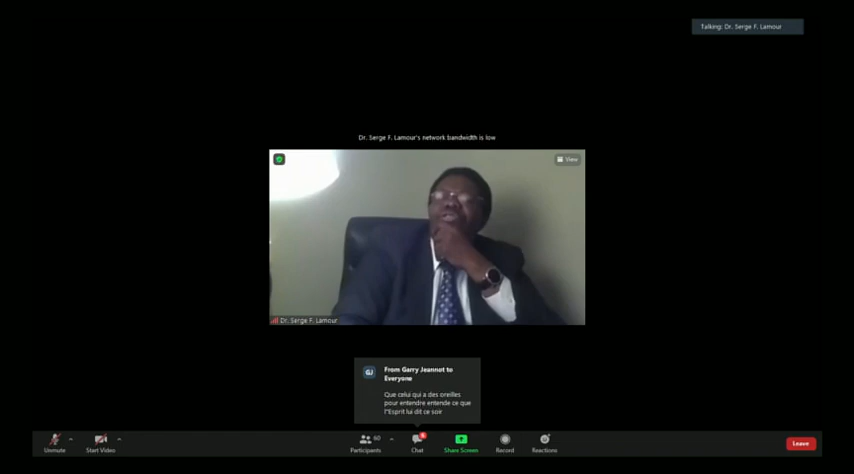 Talking: Dr. Serge F. Lamour
Dr. Serge F. Lamour's network bandwidth is low
View
Dr. Serge F. Lamour
GJ
From Garry Jeannot to
Everyone
Que celui qui a des oreilles
pour entendre entende ce que
l"Esprit lui dit ce soir
Unmute
Start Video
60
Participants
6
Chat
Share Screen
Record
Reactions
Leave